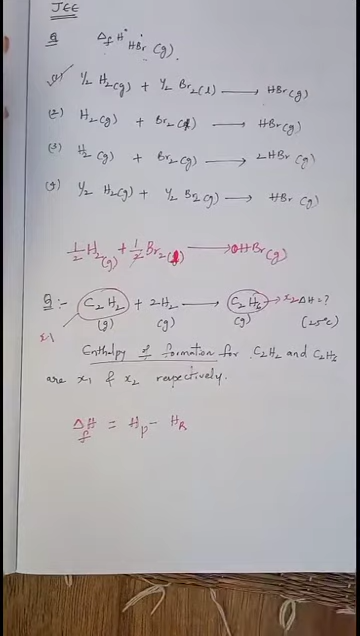 JEE
Q Δf H° HBr (g).
(1) ½ H2(g) + ½ Br2(l) ⟶ HBr(g)
(2) H2(g) + Br2(l) ⟶ HBr(g)
(3) H2(g) + Br2(g) ⟶ 2HBr(g)
(4) ½ H2(g) + ½ Br2(g) ⟶ HBr(g)
1/2 H2(g) + 1/2 Br2(l) ⟶ HBr(g)
Q:- C2H2 + 2H2 ⟶ C2H6 → x2 ΔH=?
(g) (g) (g) (25°C)
x1
Enthalpy of formation for C2H2 and C2H6
are x1 & x2 respectively.
ΔfH = Hp - HR